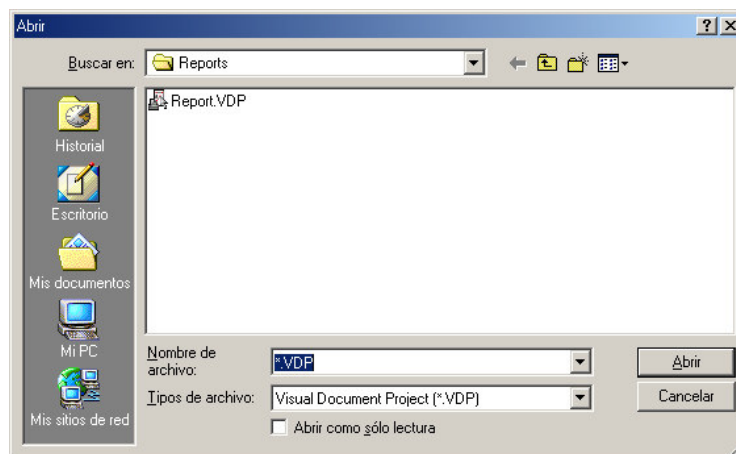 Abrir
Buscar en: Reports
Report.VDP
Historial
Escritorio
Mis documentos
Mi PC
Mis sitios de red
Nombre de
archivo: *.VDP
Abrir
Tipos de archivo: Visual Document Project (*.VDP)
Cancelar
Abrir como sólo lectura